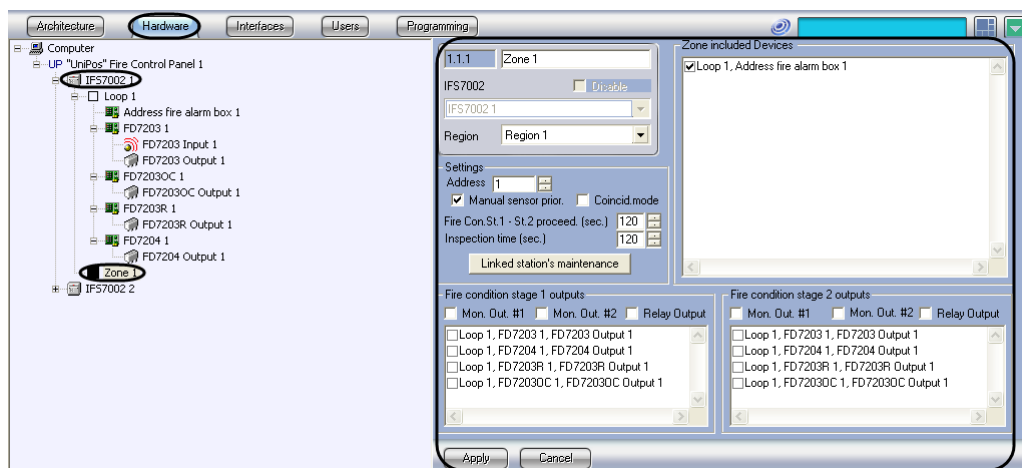 Architecture Hardware Interfaces Users Programming
Computer
UP "UniPos" Fire Control Panel 1
IFS7002 1
Loop 1
Address fire alarm box 1
FD7203 1
FD7203 Input 1
FD7203 Output 1
FD7203OC 1
FD7203OC Output 1
FD7203R 1
FD7203R Output 1
FD7204 1
FD7204 Output 1
Zone 1
IFS7002 2
1.1.1 Zone 1
IFS7002 Disable
IFS7002 1
Region Region 1
Zone included Devices
Loop 1, Address fire alarm box 1
Settings
Address 1
Manual sensor prior. Coincid.mode
Fire Con.St.1 - St.2 proceed. (sec.) 120
Inspection time (sec.) 120
Linked station's maintenance
Fire condition stage 1 outputs
Mon. Out. #1 Mon. Out. #2 Relay Output
Loop 1, FD7203 1, FD7203 Output 1
Loop 1, FD7204 1, FD7204 Output 1
Loop 1, FD7203R 1, FD7203R Output 1
Loop 1, FD7203OC 1, FD7203OC Output 1
Fire condition stage 2 outputs
Mon. Out. #1 Mon. Out. #2 Relay Output
Loop 1, FD7203 1, FD7203 Output 1
Loop 1, FD7204 1, FD7204 Output 1
Loop 1, FD7203R 1, FD7203R Output 1
Loop 1, FD7203OC 1, FD7203OC Output 1
Apply Cancel